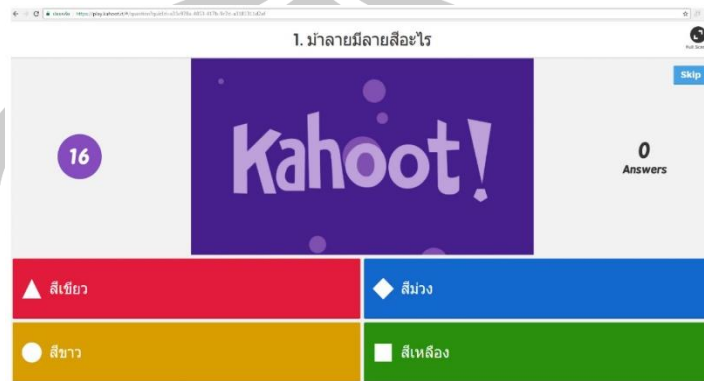 1. ม้าลายมีลายสีอะไร
Skip
16
Kahoot!
0
Answers
สีเขียว
สีม่วง
สีขาว
สีเหลือง